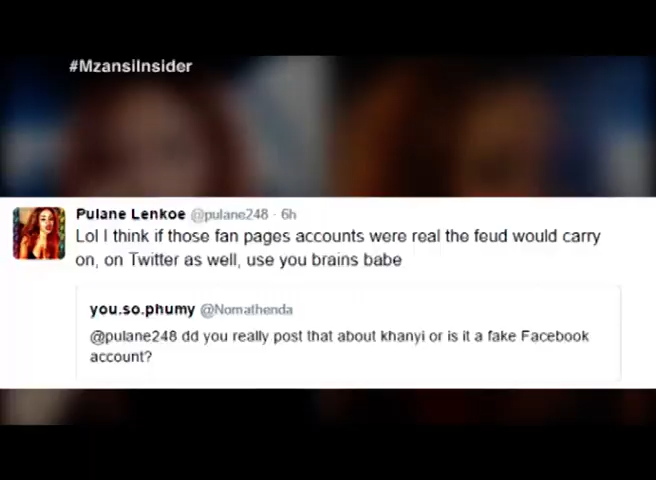 #MzansiInsider
Pulane Lenkoe @pulane248 · 6h
Lol I think if those fan pages accounts were real the feud would carry
on, on Twitter as well, use you brains babe
you.so.phumy @Nomathenda
@pulane248 dd you really post that about khanyi or is it a fake Facebook
account?